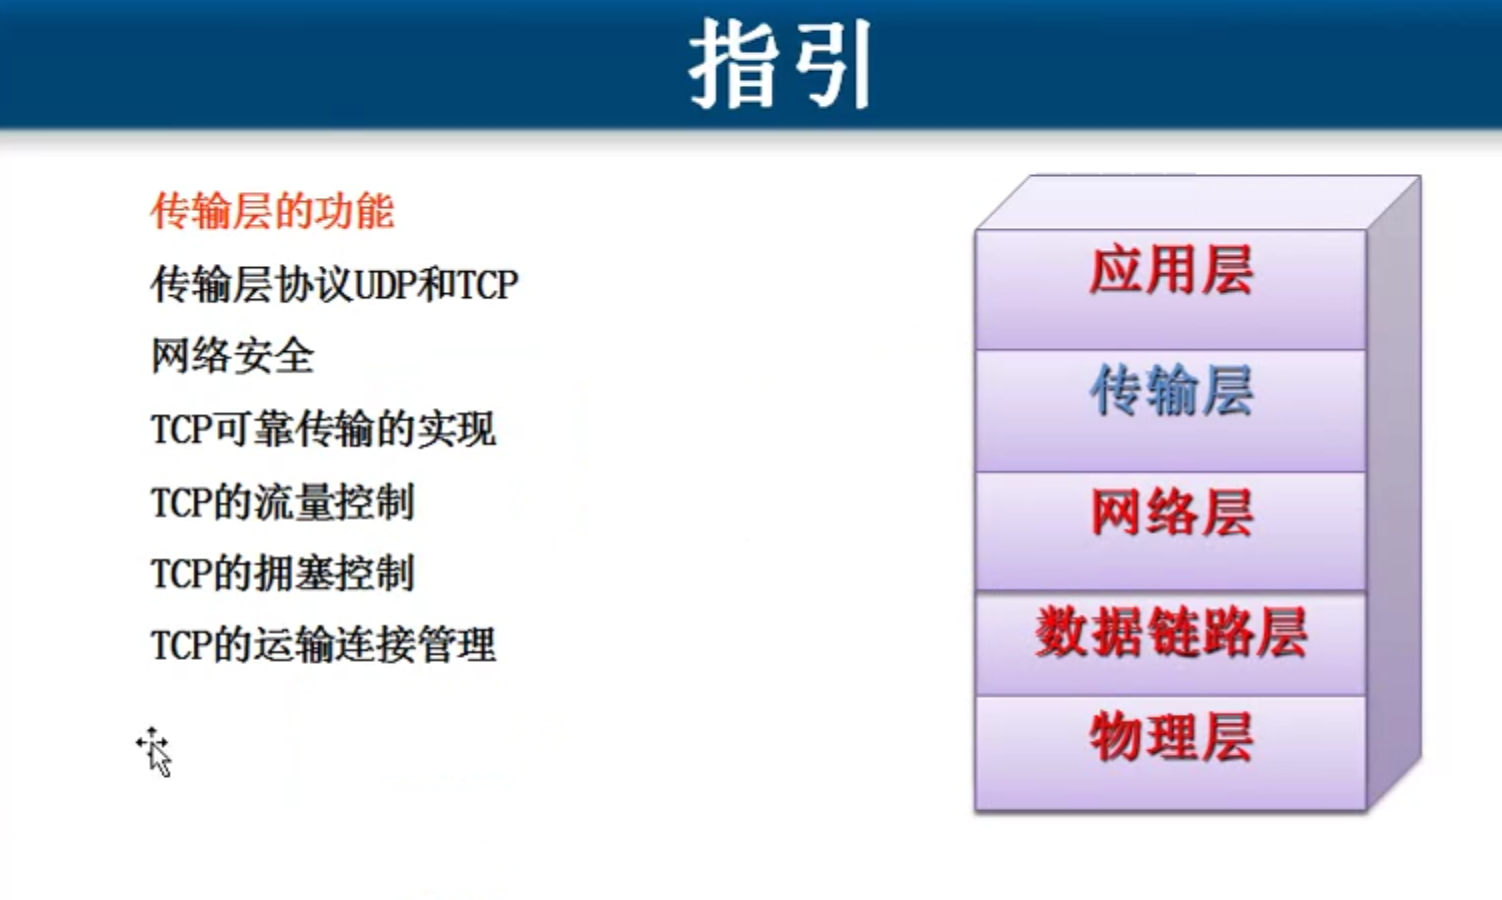 指引
传输层的功能
传输层协议UDP和TCP
网络安全
TCP可靠传输的实现
TCP的流量控制
TCP的拥塞控制
TCP的运输连接管理
应用层
传输层
网络层
数据链路层
物理层